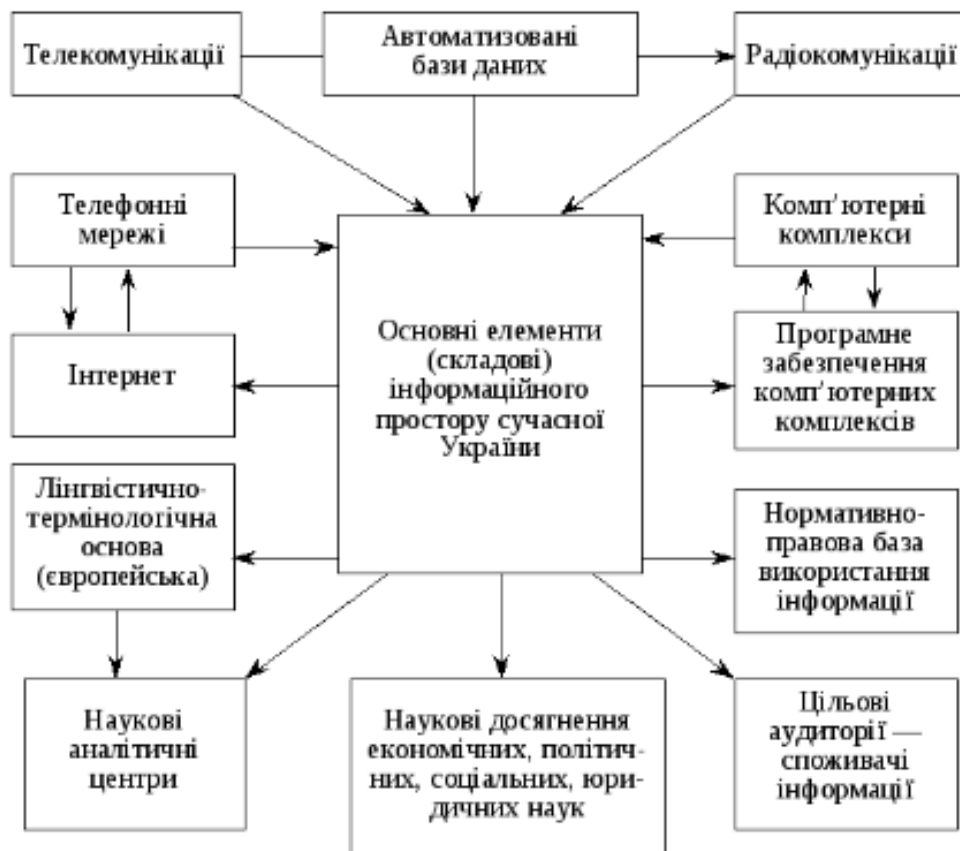 Телекомунікації
Автоматизовані
бази даних
Радіокомунікації
Телефонні
мережі
Комп’ютерні
комплекси
Основні елементи
(складові)
інформаційного
простору сучасної
України
Інтернет
Програмне
забезпечення
комп’ютерних
комплексів
Лінгвістично-
термінологічна
основа
(європейська)
Нормативно-
правова база
використання
інформації
Наукові
аналітичні
центри
Наукові досягнення
економічних, політич-
них, соціальних, юри-
дичних наук
Цільові
аудиторії —
споживачі
інформації